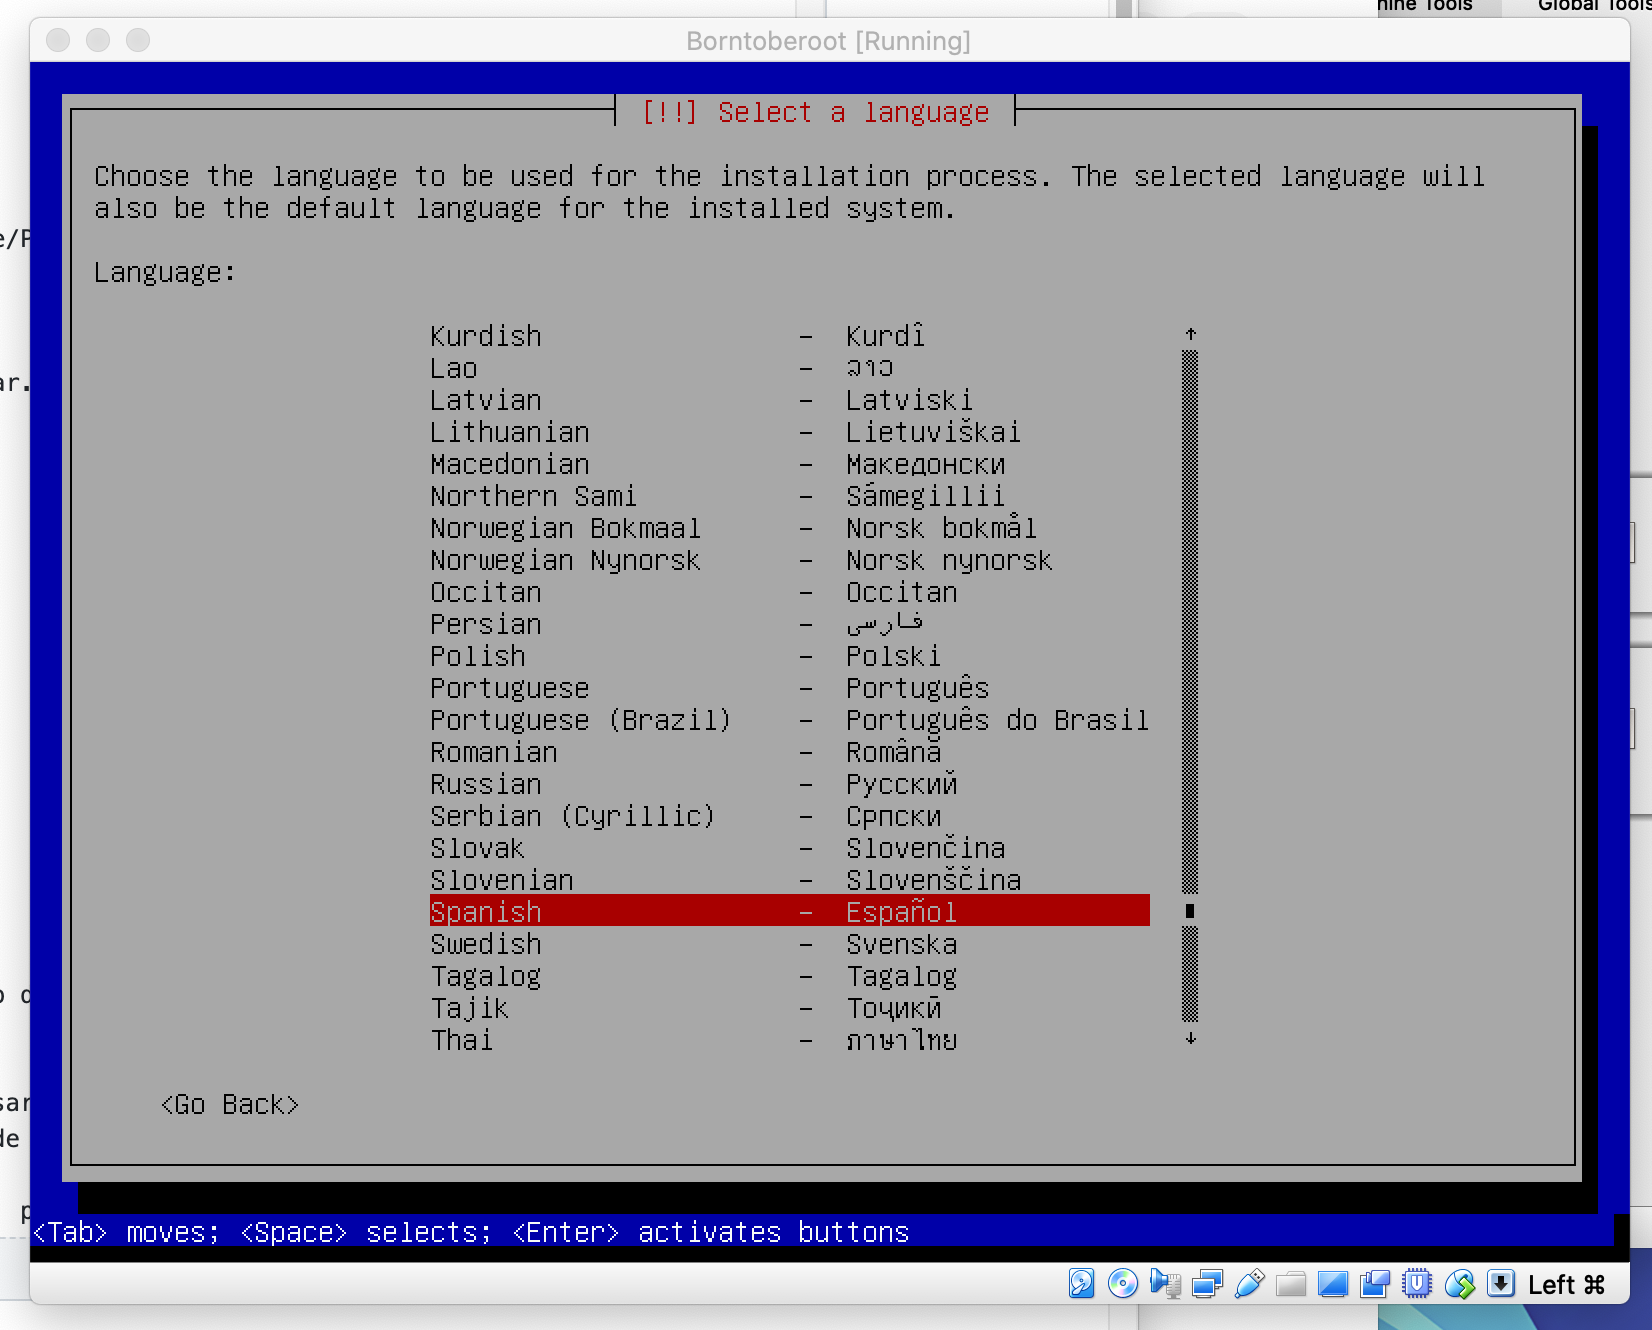 Global Tools
Borntoberoot [Running]
[!!] Select a language
Choose the language to be used for the installation process. The selected language will
also be the default language for the installed system.
Language:
Kurdish - Kurdî
Lao - ລາວ
Latvian - Latviski
Lithuanian - Lietuviškai
Macedonian - Македонски
Northern Sami - Sámegillii
Norwegian Bokmaal - Norsk bokmål
Norwegian Nynorsk - Norsk nynorsk
Occitan - Occitan
Persian - فارسی
Polish - Polski
Portuguese - Português
Portuguese (Brazil) - Português do Brasil
Romanian - Română
Russian - Русский
Serbian (Cyrillic) - Српски
Slovak - Slovenčina
Slovenian - Slovenščina
Spanish - Español
Swedish - Svenska
Tagalog - Tagalog
Tajik - Тоҷикӣ
Thai - ภาษาไทย
<Go Back>
<Tab> moves; <Space> selects; <Enter> activates buttons
Left ⌘